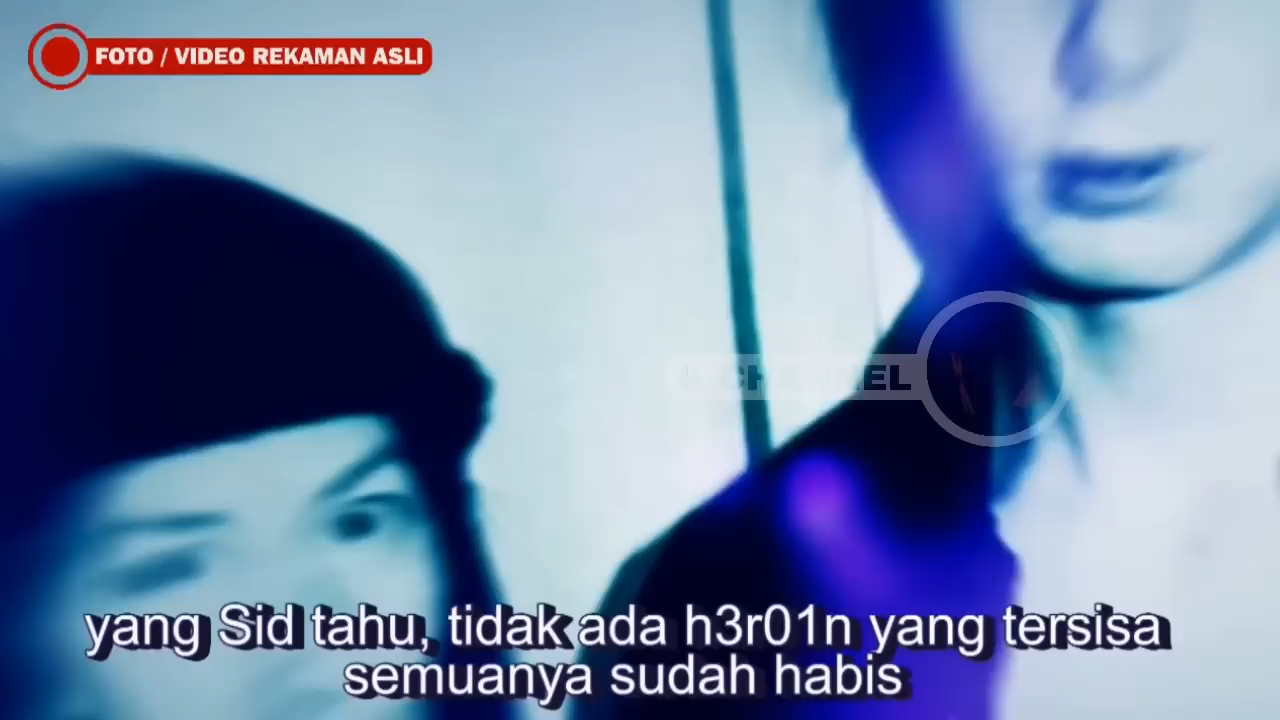 FOTO / VIDEO REKAMAN ASLI
yang Sid tahu, tidak ada h3r01n yang tersisa
semuanya sudah habis